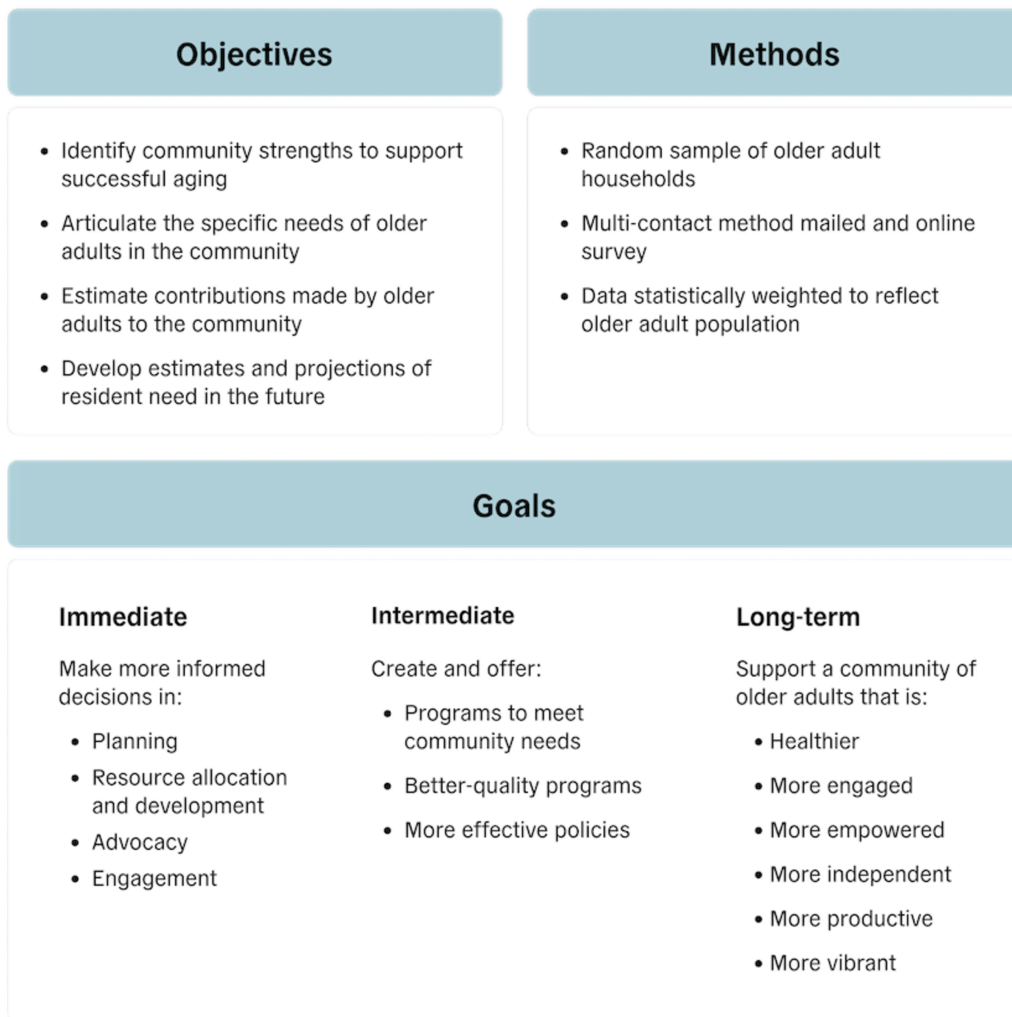 Objectives
• Identify community strengths to support
successful aging
• Articulate the specific needs of older
adults in the community
• Estimate contributions made by older
adults to the community
• Develop estimates and projections of
resident need in the future
Methods
• Random sample of older adult
households
• Multi-contact method mailed and online
survey
• Data statistically weighted to reflect
older adult population
Goals
Immediate
Make more informed
decisions in:
• Planning
• Resource allocation
and development
• Advocacy
• Engagement
Intermediate
Create and offer:
• Programs to meet
community needs
• Better-quality programs
• More effective policies
Long-term
Support a community of
older adults that is:
• Healthier
• More engaged
• More empowered
• More independent
• More productive
• More vibrant